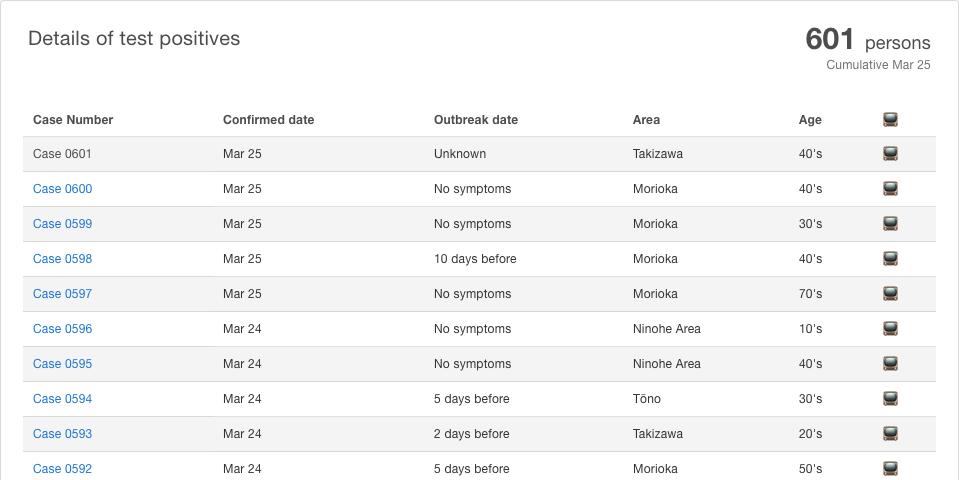 Details of test positives
601 persons
Cumulative Mar 25
Case Number Confirmed date Outbreak date Area Age
Case 0601 Mar 25 Unknown Takizawa 40's
Case 0600 Mar 25 No symptoms Morioka 40's
Case 0599 Mar 25 No symptoms Morioka 30's
Case 0598 Mar 25 10 days before Morioka 40's
Case 0597 Mar 25 No symptoms Morioka 70's
Case 0596 Mar 24 No symptoms Ninohe Area 10's
Case 0595 Mar 24 No symptoms Ninohe Area 40's
Case 0594 Mar 24 5 days before Tōno 30's
Case 0593 Mar 24 2 days before Takizawa 20's
Case 0592 Mar 24 5 days before Morioka 50's